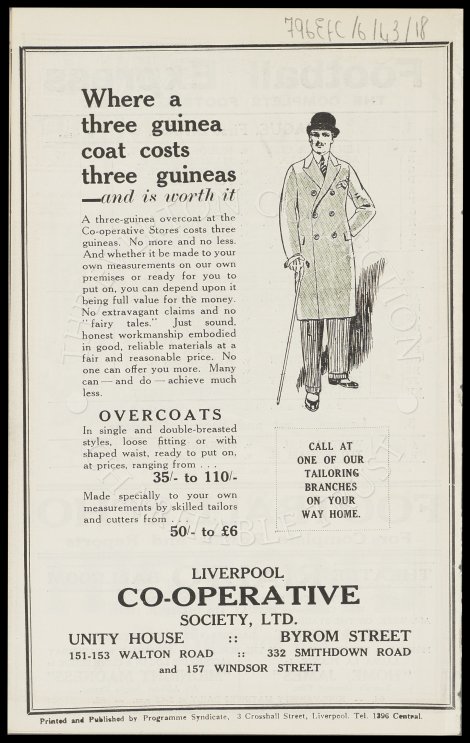 796EFC/6/43/18
Where a
three guinea
coat costs
three guineas
—and is worth it
A three-guinea overcoat at the
Co-operative Stores costs three
guineas. No more and no less.
And whether it be made to your
own measurements on our own
premises or ready for you to
put on, you can depend upon it
being full value for the money.
No extravagant claims and no
"fairy tales." Just sound,
honest workmanship embodied
in good, reliable materials at a
fair and reasonable price. No
one can offer you more. Many
can — and do — achieve much
less.
OVERCOATS
In single and double-breasted
styles, loose fitting or with
shaped waist, ready to put on,
at prices, ranging from . . .
35/- to 110/-
Made specially to your own
measurements by skilled tailors
and cutters from . . .
50/- to £6
CALL AT
ONE OF OUR
TAILORING
BRANCHES
ON YOUR
WAY HOME.
LIVERPOOL
CO-OPERATIVE
SOCIETY, LTD.
UNITY HOUSE :: BYROM STREET
151-153 WALTON ROAD :: 332 SMITHDOWN ROAD
and 157 WINDSOR STREET
Printed and Published by Programme Syndicate, 3 Crosshall Street, Liverpool. Tel. 1396 Central.